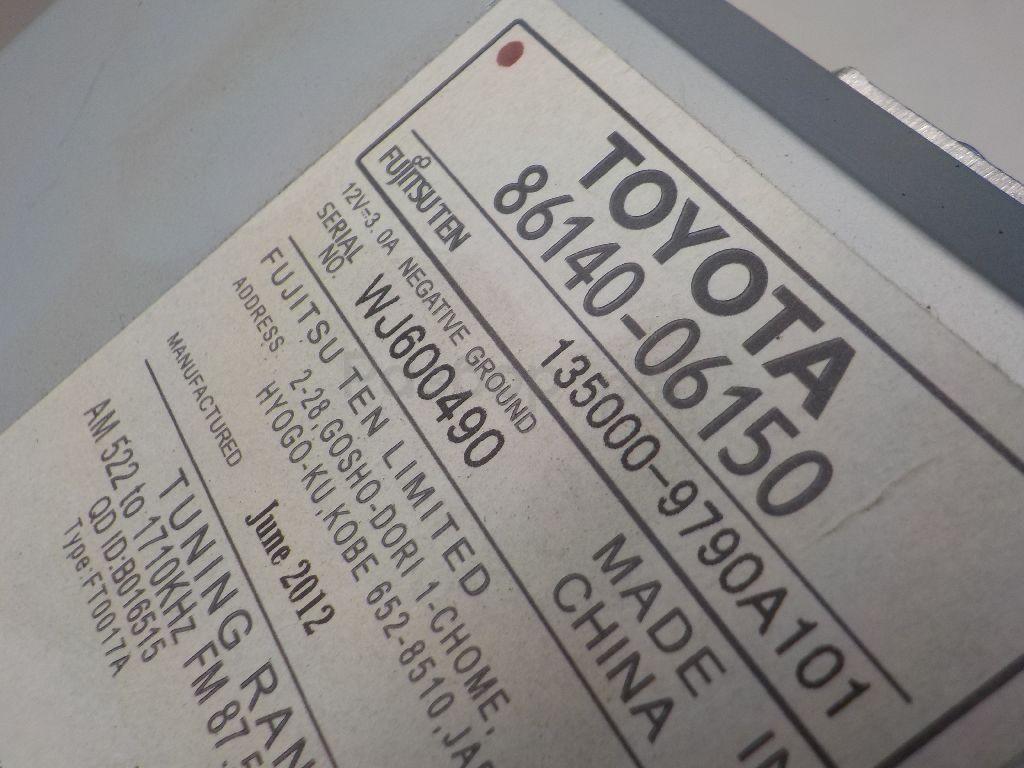 TOYOTA
86140-06150
FUJITSU TEN
135000-9790A101
12V⎓3.0A NEGATIVE GROUND
MADE IN
CHINA
SERIAL
NO.
WJ600490
FUJITSU TEN LIMITED
ADDRESS: 2-28, GOSHO-DORI 1-CHOME,
HYOGO-KU, KOBE 652-8510, JAP
MANUFACTURED
June 2012
TUNING RAN
AM 522 to 1710KHz FM 87.5
QD ID:B016515
Type:FT0017A